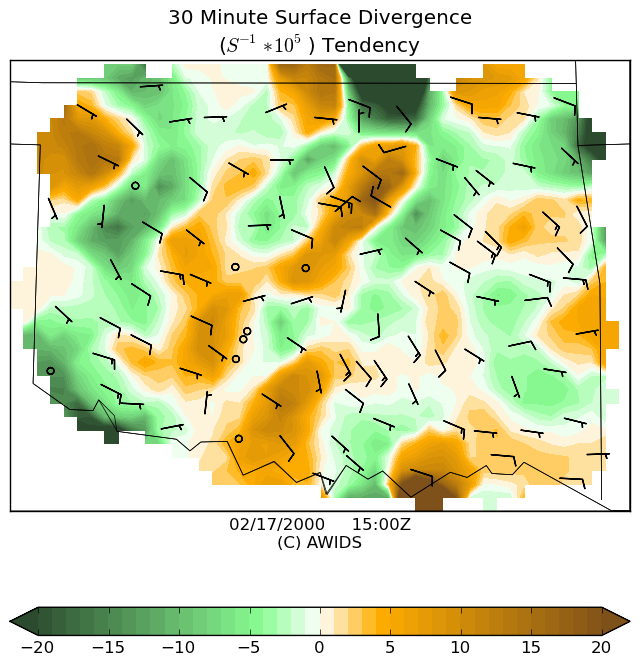 30 Minute Surface Divergence
(S⁻¹ * 10⁵ ) Tendency
02/17/2000 15:00Z
(C) AWIDS
−20 −15 −10 −5 0 5 10 15 20